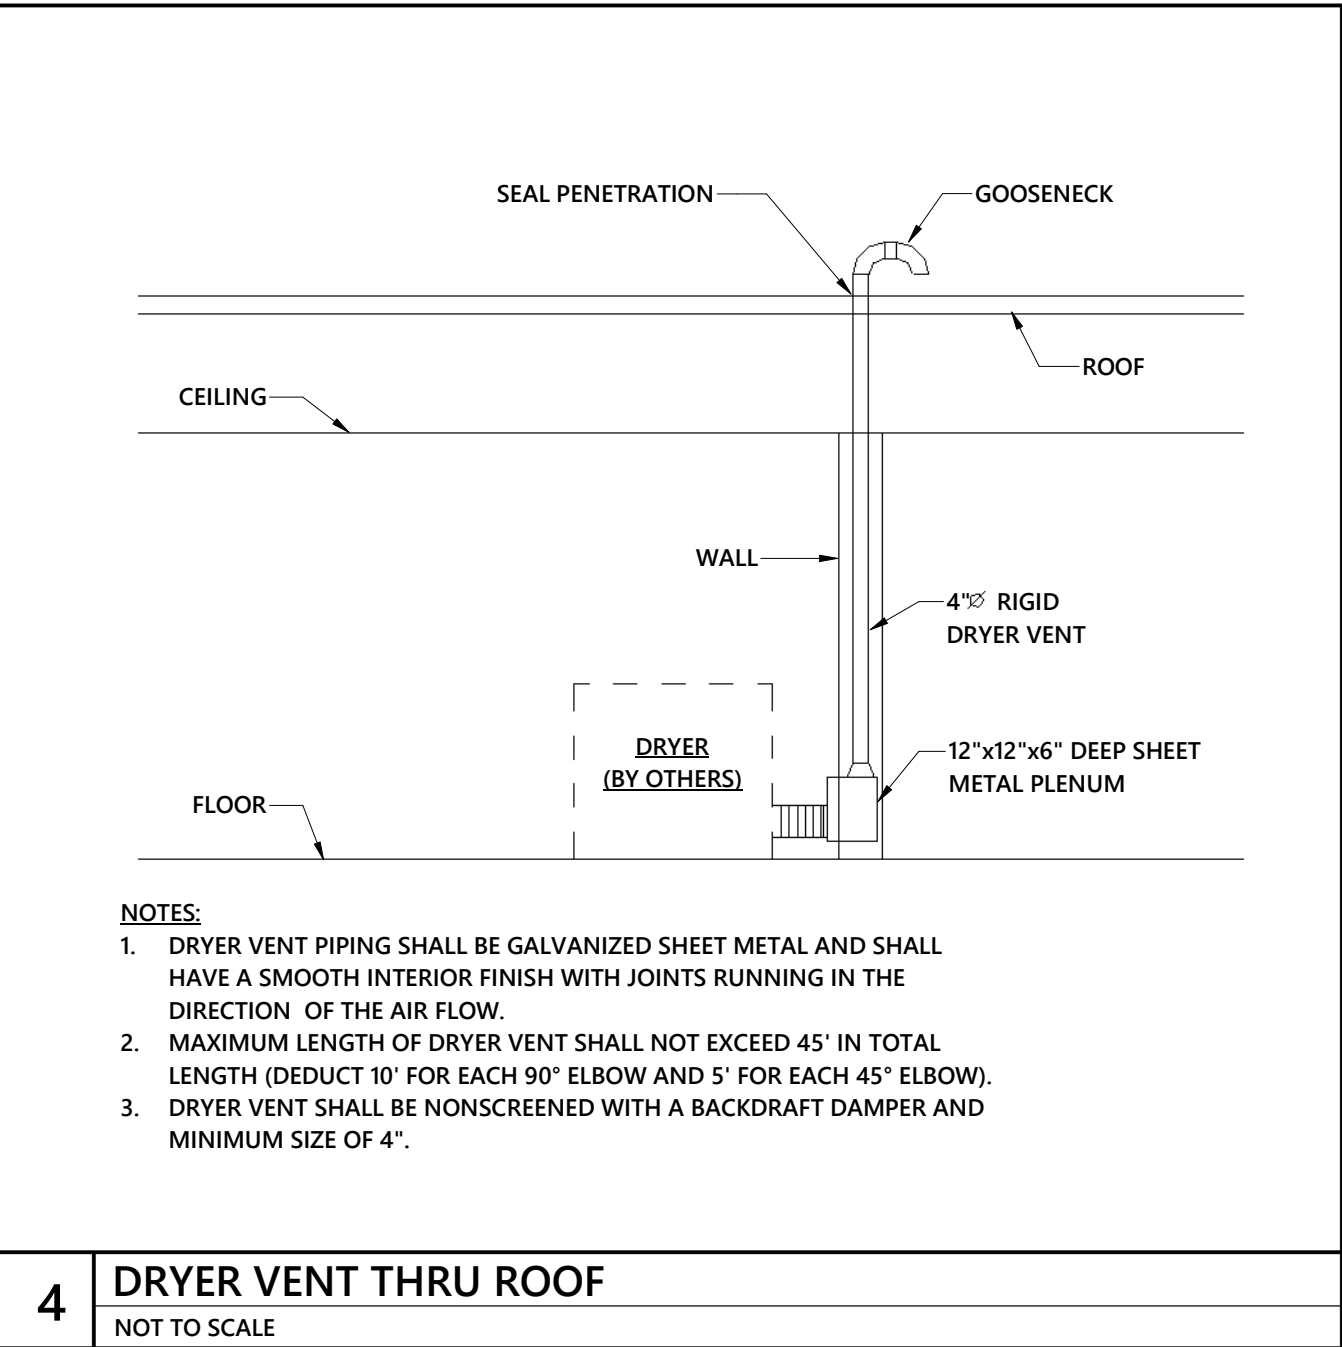 SEAL PENETRATION
GOOSENECK
ROOF
CEILING
WALL
4"Ø RIGID
DRYER VENT
DRYER
(BY OTHERS)
12"x12"x6" DEEP SHEET
METAL PLENUM
FLOOR
NOTES:
1. DRYER VENT PIPING SHALL BE GALVANIZED SHEET METAL AND SHALL
HAVE A SMOOTH INTERIOR FINISH WITH JOINTS RUNNING IN THE
DIRECTION OF THE AIR FLOW.
2. MAXIMUM LENGTH OF DRYER VENT SHALL NOT EXCEED 45' IN TOTAL
LENGTH (DEDUCT 10' FOR EACH 90° ELBOW AND 5' FOR EACH 45° ELBOW).
3. DRYER VENT SHALL BE NONSCREENED WITH A BACKDRAFT DAMPER AND
MINIMUM SIZE OF 4".
4
DRYER VENT THRU ROOF
NOT TO SCALE